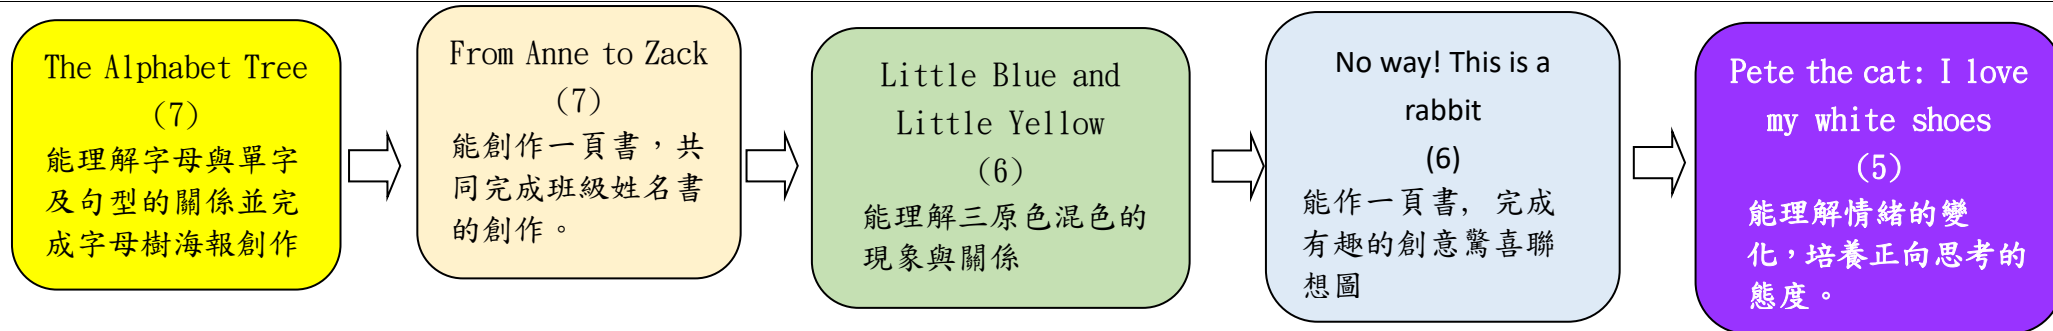 The Alphabet Tree
(7)
能理解字母與單字
及句型的關係並完
成字母樹海報創作
From Anne to Zack
(7)
能創作一頁書，共
同完成班級姓名書
的創作。
Little Blue and
Little Yellow
(6)
能理解三原色混色的
現象與關係
No way! This is a
rabbit
(6)
能作一頁書, 完成
有趣的創意驚喜聯
想圖
Pete the cat: I love
my white shoes
(5)
能理解情緒的變
化，培養正向思考的
態度。